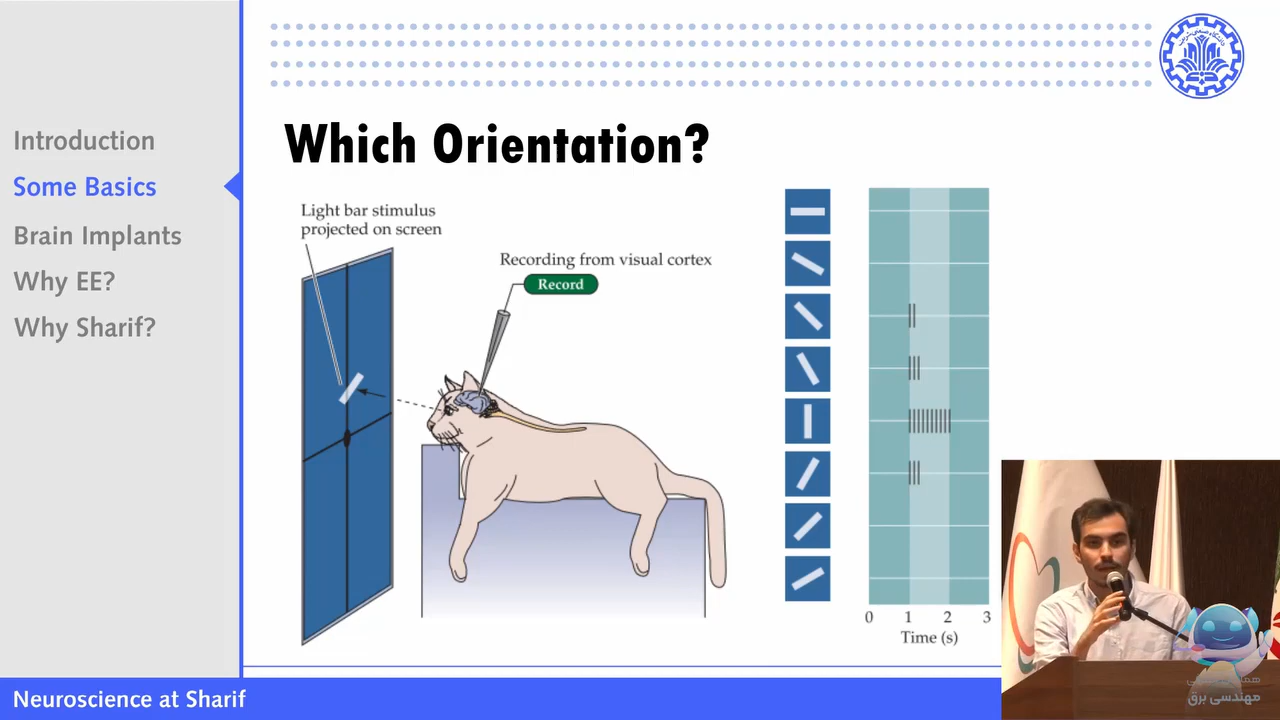 Introduction
Some Basics
Brain Implants
Why EE?
Why Sharif?
Which Orientation?
Light bar stimulus
projected on screen
Recording from visual cortex
Record
0 1 2 3
Time (s)
Neuroscience at Sharif
مهندسی برق